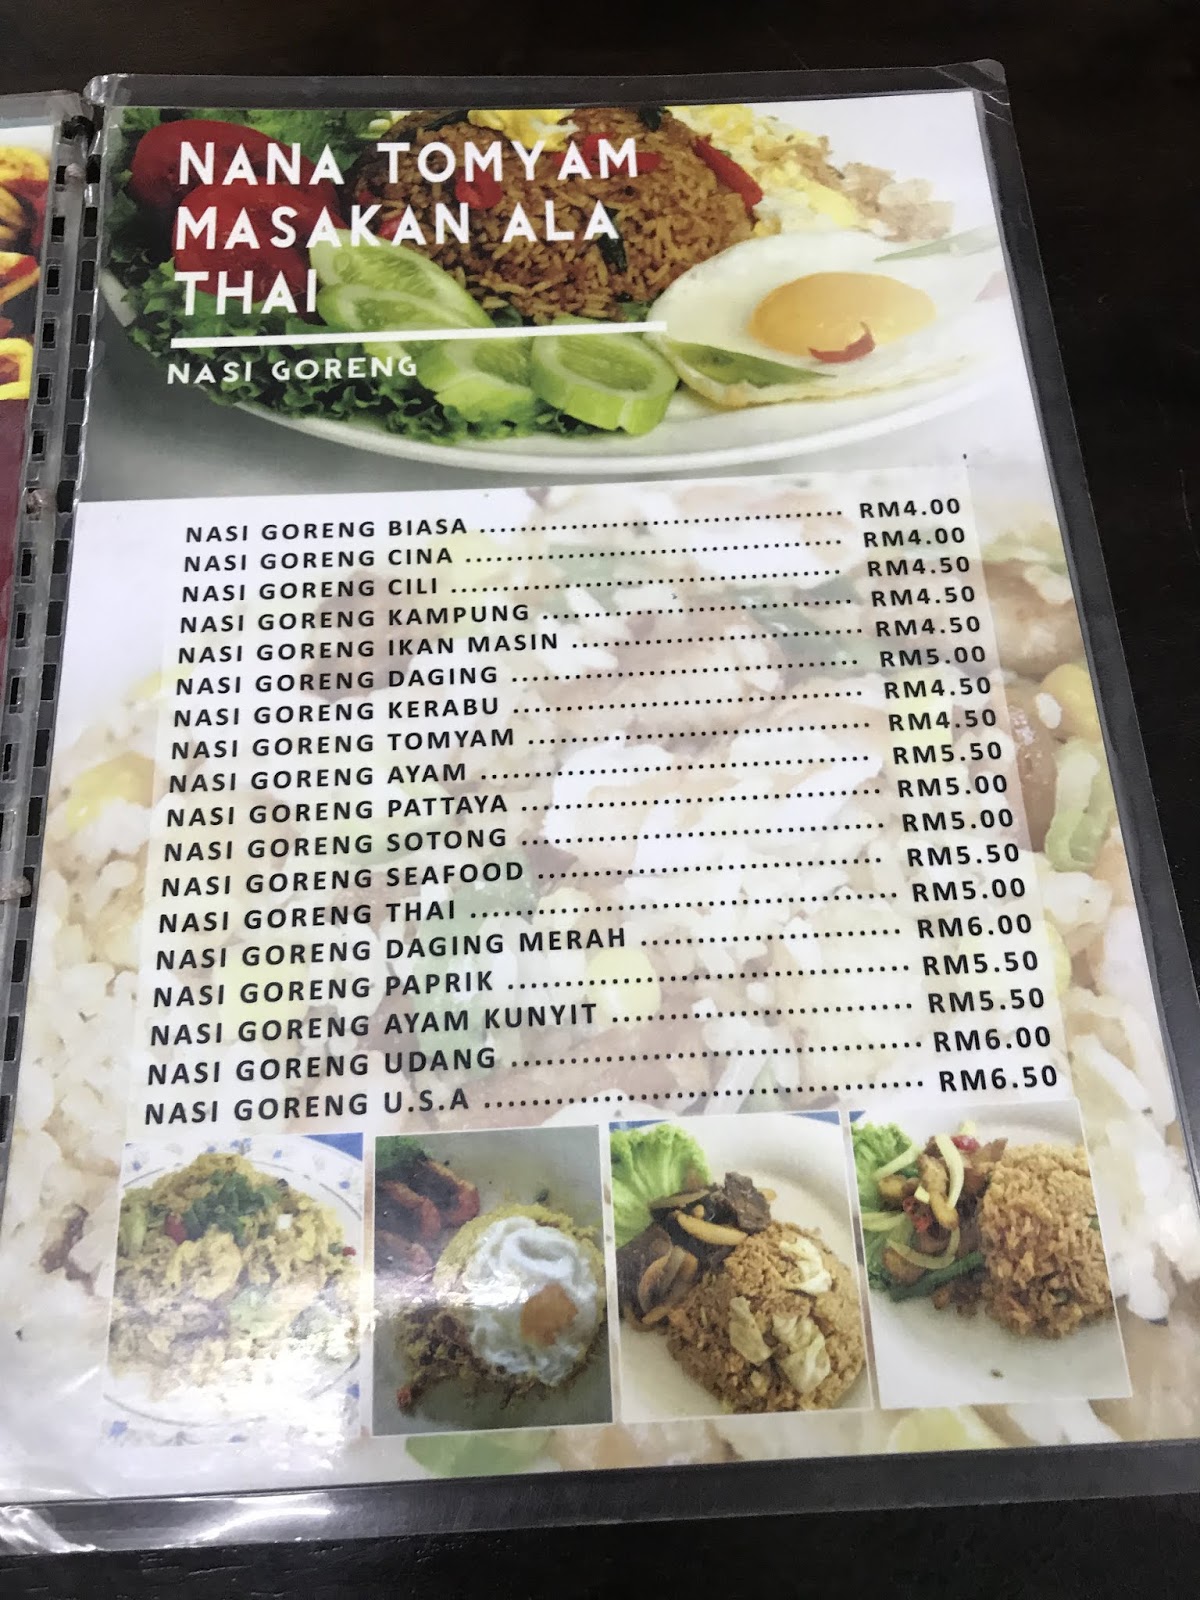 NANA TOMYAM
MASAKAN ALA
THAI
NASI GORENG
NASI GORENG BIASA ........................................ RM4.00
NASI GORENG CINA ........................................ RM4.00
NASI GORENG CILI ........................................ RM4.50
NASI GORENG KAMPUNG ................................ RM4.50
NASI GORENG IKAN MASIN .............................. RM4.50
NASI GORENG DAGING .................................. RM5.00
NASI GORENG KERABU .................................. RM4.50
NASI GORENG TOMYAM .................................. RM4.50
NASI GORENG AYAM ...................................... RM5.50
NASI GORENG PATTAYA .................................. RM5.00
NASI GORENG SOTONG .................................. RM5.00
NASI GORENG SEAFOOD ................................. RM5.50
NASI GORENG THAI ....................................... RM5.00
NASI GORENG DAGING MERAH ........................ RM6.00
NASI GORENG PAPRIK .................................... RM5.50
NASI GORENG AYAM KUNYIT ........................... RM5.50
NASI GORENG UDANG .................................... RM6.00
NASI GORENG U.S.A ...................................... RM6.50